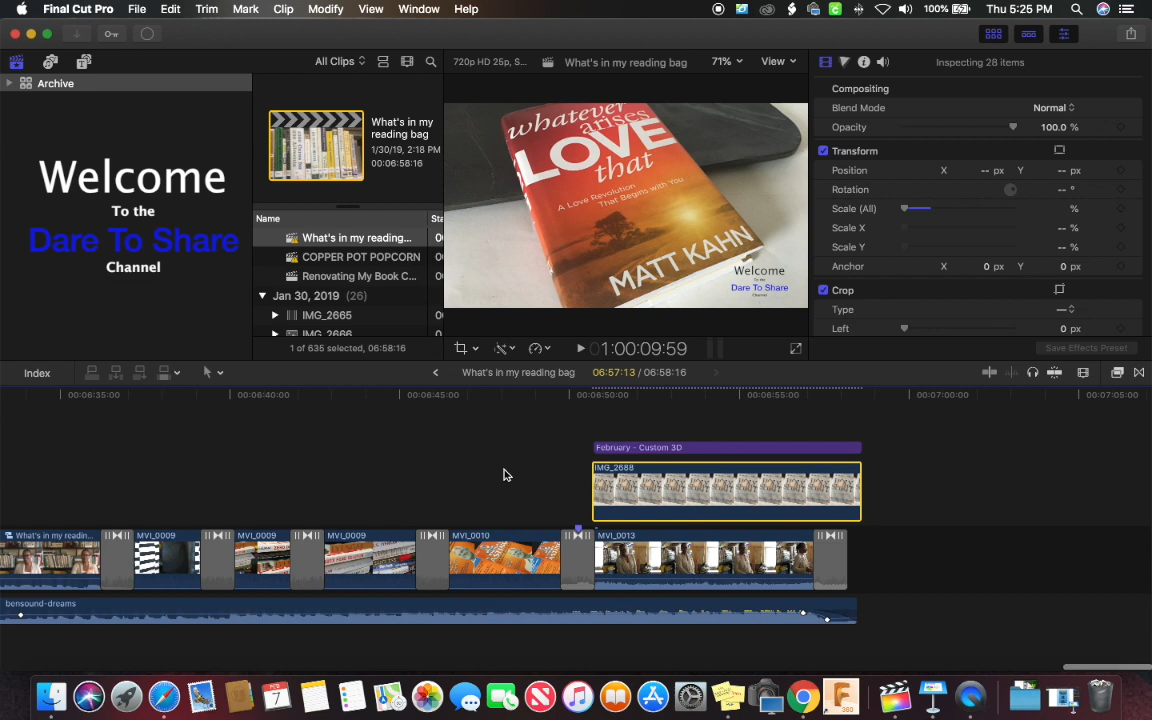 Final Cut Pro File Edit Trim Mark Clip Modify View Window Help
100% Thu 5:25 PM
All Clips
720p HD 25p, S... What's in my reading bag 71% View
Inspecting 28 items
Archive
Welcome
To the
Dare To Share
Channel
What's in my
reading bag
1/30/19, 2:18 PM
00:06:58:16
Name Sta
What's in my reading...
COPPER POT POPCORN
Renovating My Book C...
Jan 30, 2019 (26)
IMG_2665
IMG_2666
1 of 635 selected, 06:58:16
whatever
arises
LOVE
that
A Love Revolution
That Begins with You
MATT KAHN
Welcome
To the
Dare To Share
Channel
1:00:09:59
Compositing
Blend Mode Normal
Opacity 100.0 %
Transform
Position X -- px Y -- px
Rotation -- °
Scale (All) %
Scale X -- %
Scale Y -- %
Anchor X 0 px Y 0 px
Crop
Type
Left 0 px
Save Effects Preset
Index
What's in my reading bag 06:57:13 / 06:58:16
00:06:35:00 00:06:40:00 00:06:45:00 00:06:50:00 00:06:55:00 00:07:00:00 00:07:05:00
February - Custom 3D
IMG_2688
What's in my readin... MVI_0009 MVI_0009 MVI_0009 MVI_0010 MVI_0013
bensound-dreams
FEB
7
F
360